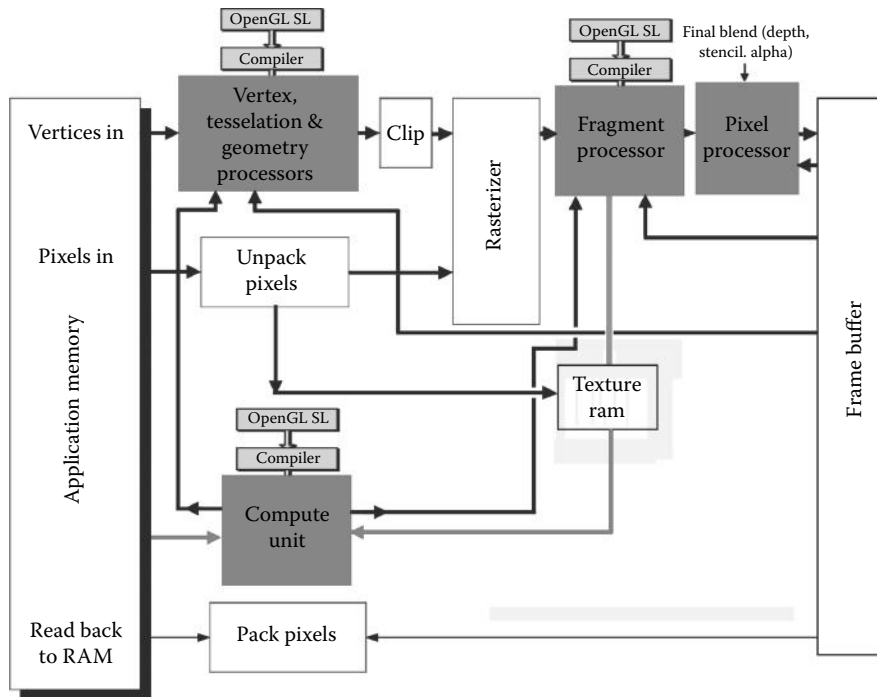 OpenGL SL
Compiler
OpenGL SL
Compiler
Final blend (depth,
stencil. alpha)
Vertices in
Vertex,
tesselation &
geometry
processors
Clip
Rasterizer
Fragment
processor
Pixel
processor
Pixels in
Unpack
pixels
Application memory
Texture
ram
Frame buffer
OpenGL SL
Compiler
Compute
unit
Read back
to RAM
Pack pixels